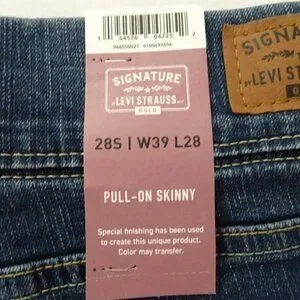 SIGNATURE
BY LEVI STRAUSS & CO.
GOLD
28S | W39 L28
PULL-ON SKINNY
Special finishing has been used
to create this unique product.
Color may transfer.
SIGNATURE
LEVI STRAUSS